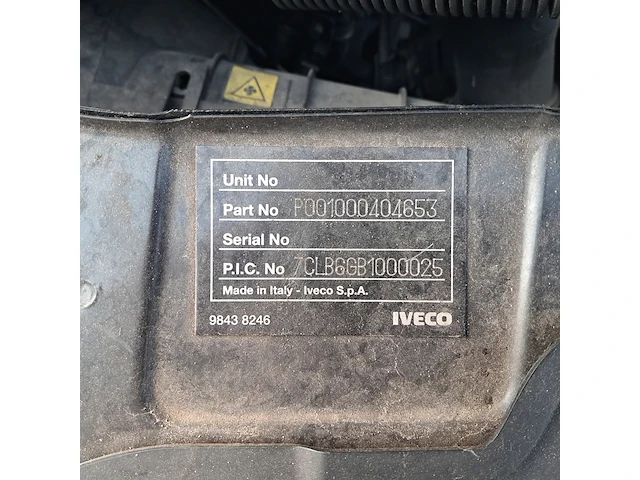 Unit No
Part No P001000404653
Serial No
P.I.C. No 7CLB6GB1000025
Made in Italy - Iveco S.p.A.
9843 8246 IVECO